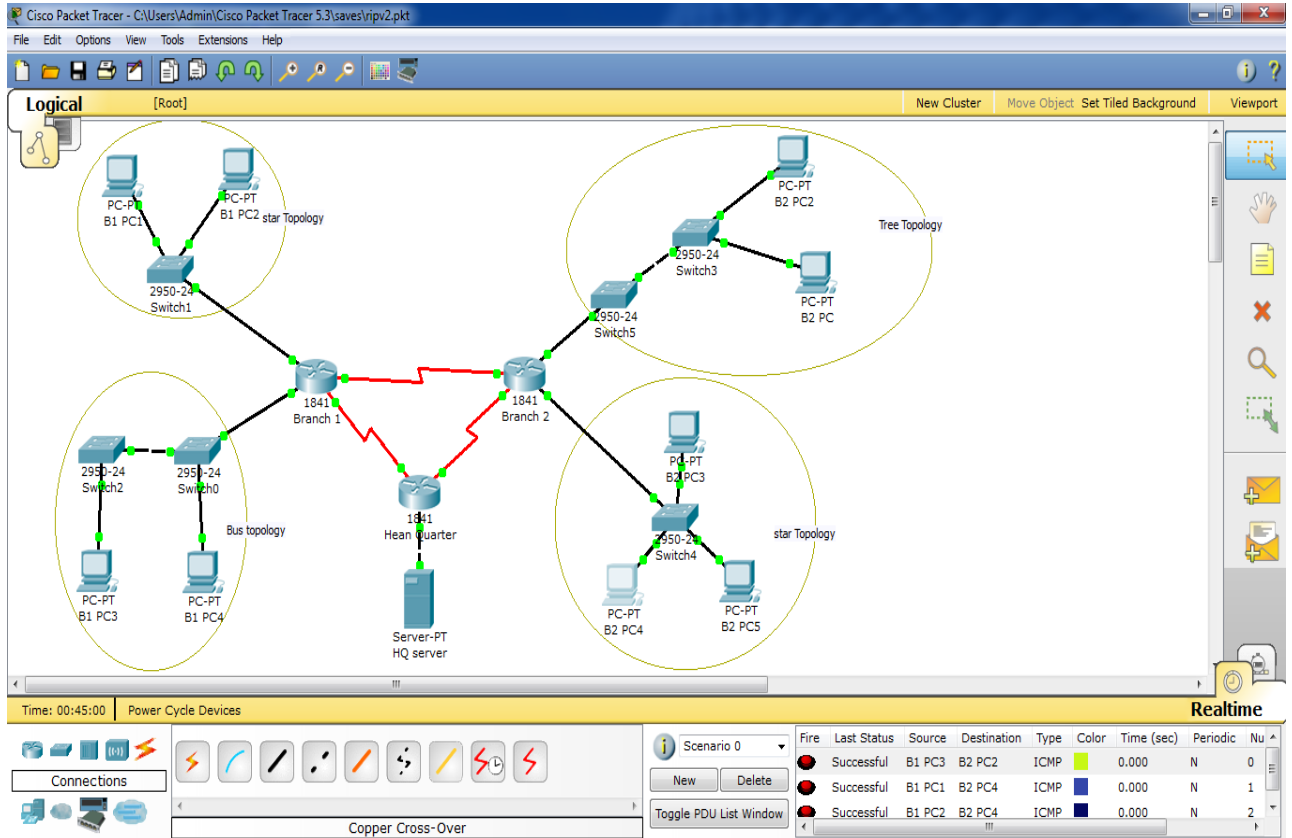 Cisco Packet Tracer - C:\Users\Admin\Cisco Packet Tracer 5.3\saves\ripv2.pkt
File Edit Options View Tools Extensions Help
Logical [Root] New Cluster Move Object Set Tiled Background Viewport
PC-PT
B1 PC1
PC-PT
B1 PC2
star Topology
2950-24
Switch1
PC-PT
B2 PC2
Tree Topology
2950-24
Switch3
PC-PT
B2 PC
2950-24
Switch5
1841
Branch 1
1841
Branch 2
2950-24
Switch2
2950-24
Switch0
Bus topology
PC-PT
B1 PC3
PC-PT
B1 PC4
1841
Hean Quarter
Server-PT
HQ server
PC-PT
B2 PC3
2950-24
Switch4
star Topology
PC-PT
B2 PC4
PC-PT
B2 PC5
Time: 00:45:00 Power Cycle Devices
Realtime
Connections
Copper Cross-Over
Scenario 0
New Delete
Toggle PDU List Window
Fire Last Status Source Destination Type Color Time (sec) Periodic Nu
Successful B1 PC3 B2 PC2 ICMP 0.000 N 0
Successful B1 PC1 B2 PC4 ICMP 0.000 N 1
Successful B1 PC2 B2 PC4 ICMP 0.000 N 2